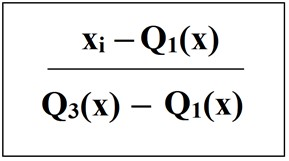 xᵢ – Q₁(x)
Q₃(x) – Q₁(x)